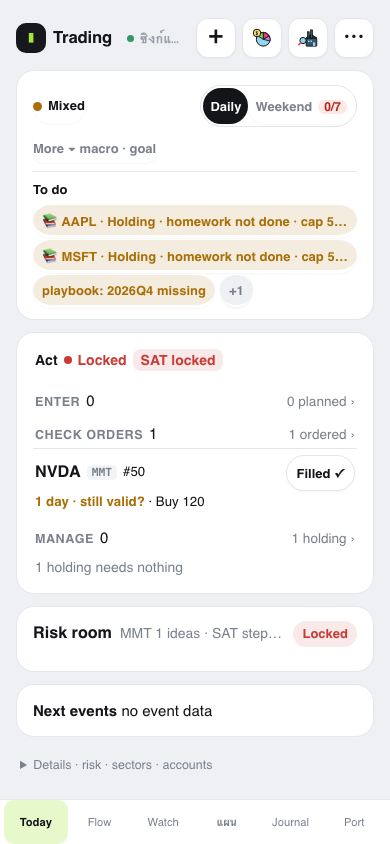 Trading ซิงก์แ...
Mixed Daily Weekend 0/7
More macro · goal
To do
AAPL · Holding · homework not done · cap 5...
MSFT · Holding · homework not done · cap 5...
playbook: 2026Q4 missing +1
Act Locked SAT locked
ENTER 0 0 planned ›
CHECK ORDERS 1 1 ordered ›
NVDA MMT #50 Filled ✓
1 day · still valid? · Buy 120
MANAGE 0 1 holding ›
1 holding needs nothing
Risk room MMT 1 ideas · SAT step... Locked
Next events no event data
Details · risk · sectors · accounts
Today Flow Watch แผน Journal Port